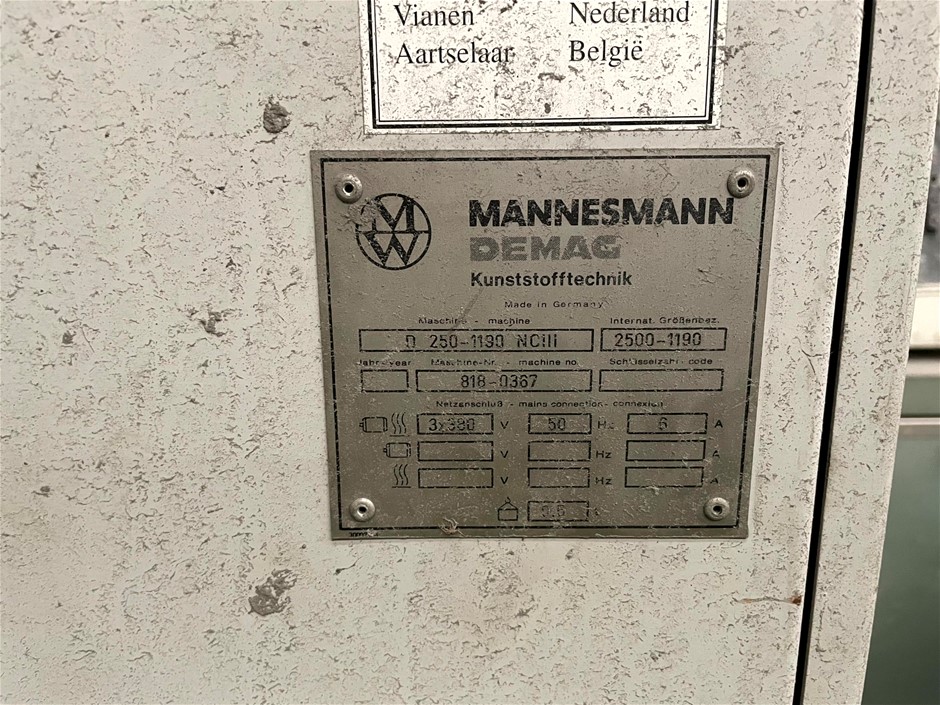 Vianen Nederland
Aartselaar België
MW
MANNESMANN
DEMAG
Kunststofftechnik
Made in Germany
Maschine - machine Internat. Größenbez.
D 250-1190 NCIII 2500-1190
Jahr-year Maschine-Nr. - machine no. Schlüsselzahl - code
818-0367
Netzanschluß - mains connection - connexion
3x380 V 50 Hz 6 A
V Hz A
V Hz A